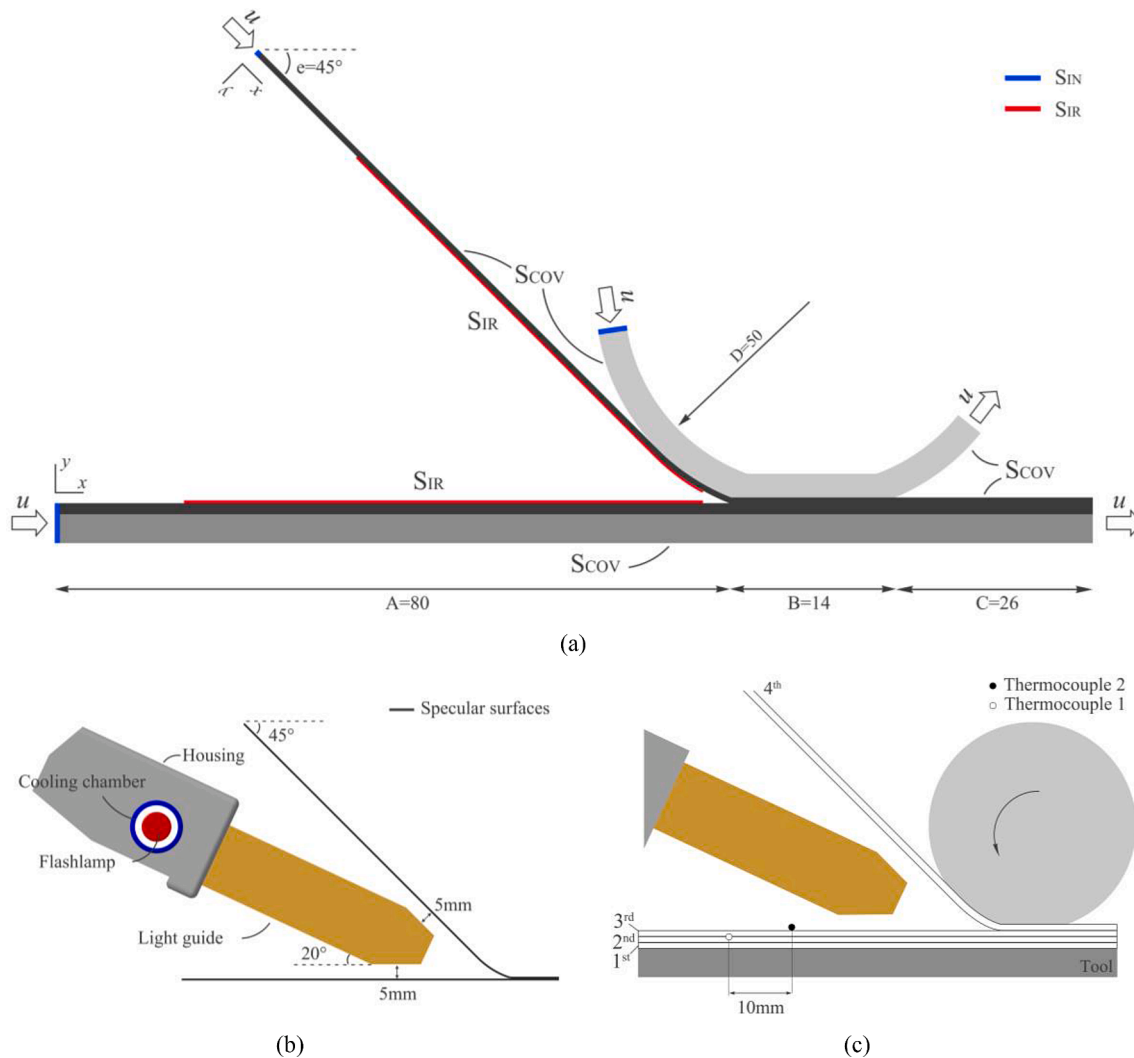 u
e=45°
x
y
SIN
SIR
SCOV
SIR
u
D=50
u
SCOV
SIR
y
x
u
u
SCOV
A=80
B=14
C=26
(a)
Specular surfaces
45°
Housing
Cooling chamber
Flashlamp
5mm
Light guide
20°
5mm
(b)
4th
Thermocouple 2
Thermocouple 1
3rd
2nd
1st
Tool
10mm
(c)